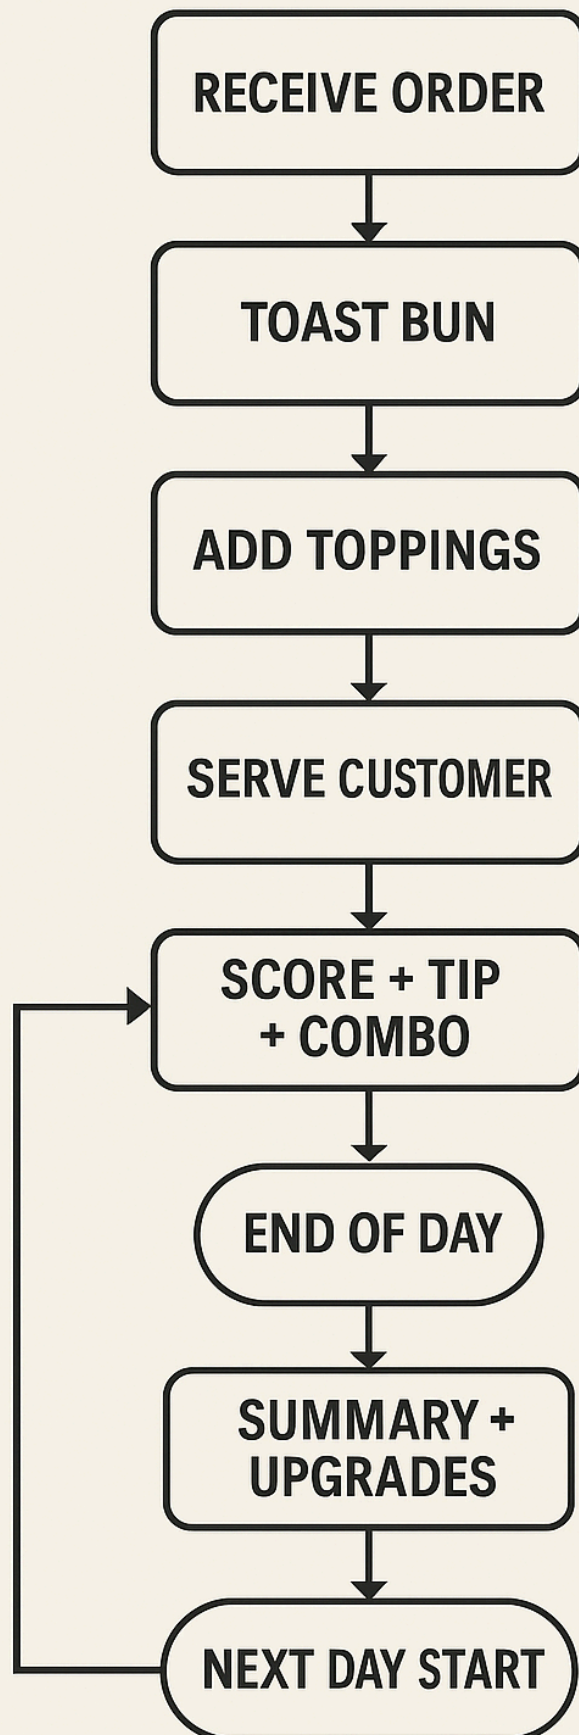 RECEIVE ORDER
TOAST BUN
ADD TOPPINGS
SERVE CUSTOMER
SCORE + TIP
+ COMBO
END OF DAY
SUMMARY +
UPGRADES
NEXT DAY START